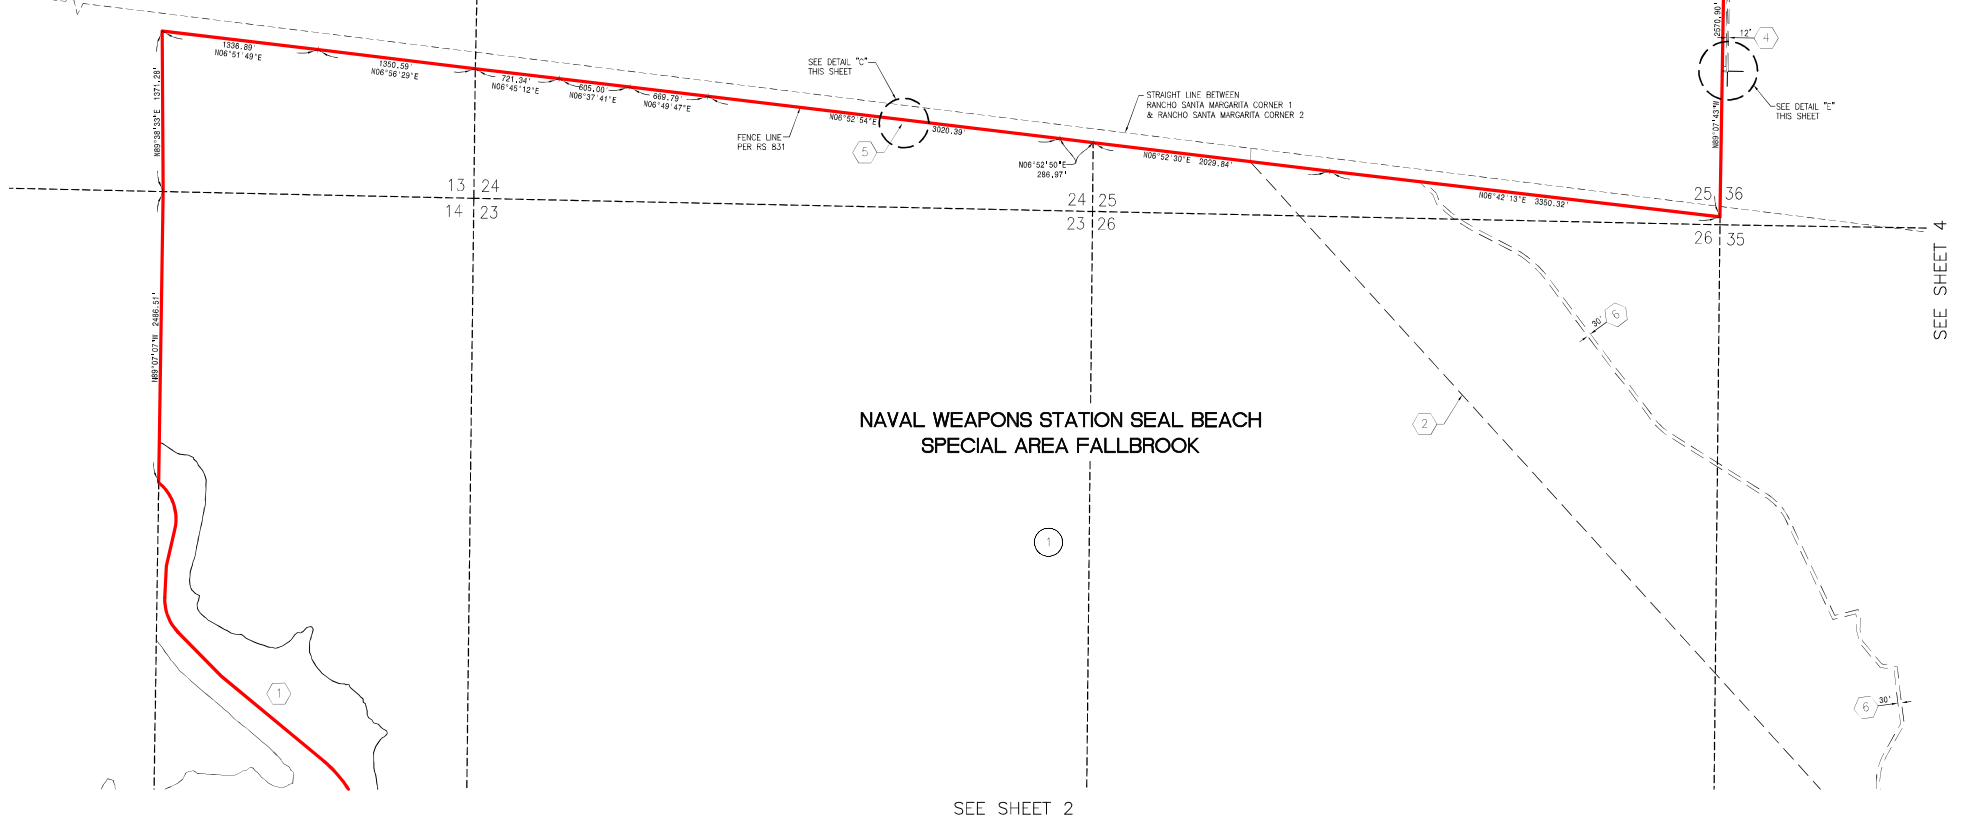 2570.90'
12'
4
1336.89'
N06°51'49"E
1350.59'
N06°56'29"E
721.34'
N06°45'12"E
605.00'
N06°37'41"E
669.79'
N06°49'47"E
SEE DETAIL "C"
THIS SHEET
N06°52'54"E
3020.39'
FENCE LINE
PER RS 831
5
STRAIGHT LINE BETWEEN
RANCHO SANTA MARGARITA CORNER 1
& RANCHO SANTA MARGARITA CORNER 2
SEE DETAIL "E"
THIS SHEET
N89°07'43"W
N89°38'33"E 1371.28'
N06°52'50"E
286.97'
N06°52'30"E 2029.84'
N06°42'13"E 3350.32'
13 24
14 23
24 25
23 26
25 36
26 35
SEE SHEET 4
N89°07'07"W 2486.51'
30'
6
2
NAVAL WEAPONS STATION SEAL BEACH
SPECIAL AREA FALLBROOK
1
1
6
30'
SEE SHEET 2